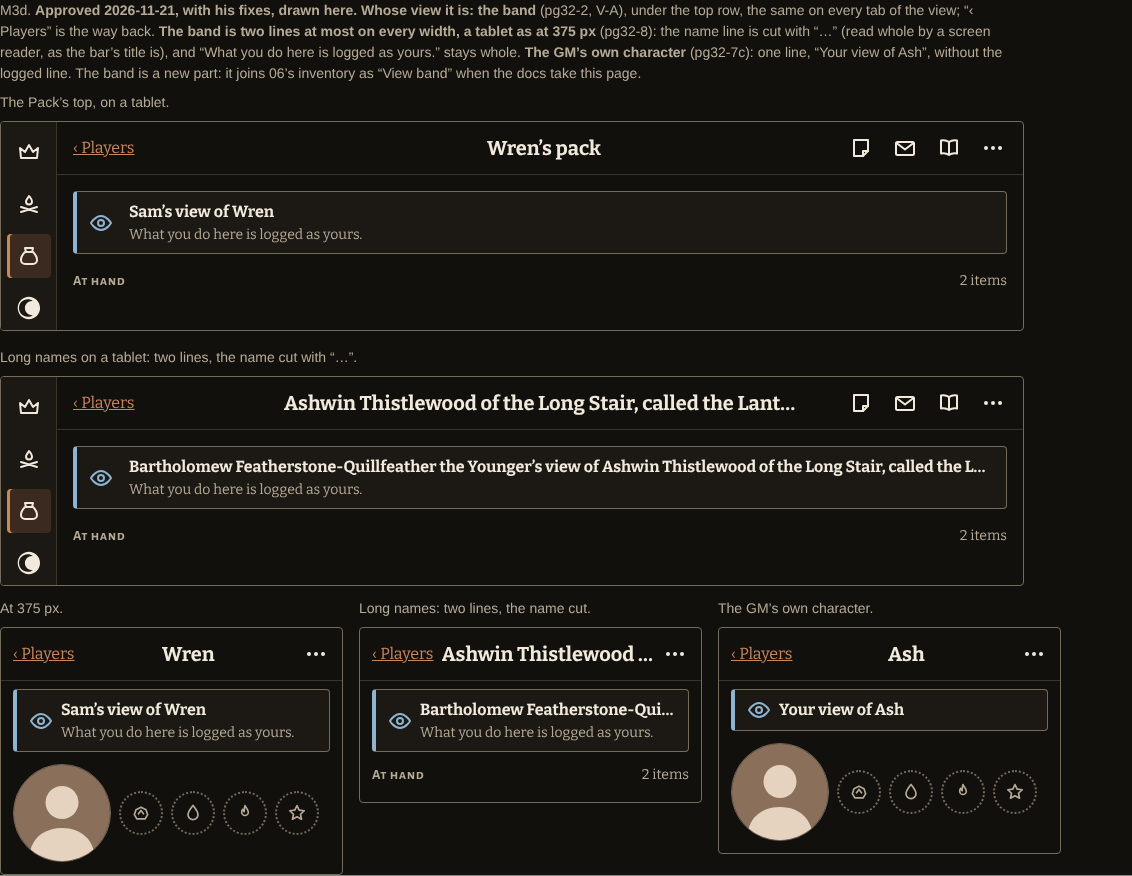 M3d. Approved 2026-11-21, with his fixes, drawn here. Whose view it is: the band (pg32-2, V-A), under the top row, the same on every tab of the view; “‹
Players” is the way back. The band is two lines at most on every width, a tablet as at 375 px (pg32-8): the name line is cut with “…” (read whole by a screen
reader, as the bar’s title is), and “What you do here is logged as yours.” stays whole. The GM’s own character (pg32-7c): one line, “Your view of Ash”, without the
logged line. The band is a new part: it joins 06’s inventory as “View band” when the docs take this page.
The Pack’s top, on a tablet.
‹ Players
Wren’s pack
Sam’s view of Wren
What you do here is logged as yours.
At hand
2 items
Long names on a tablet: two lines, the name cut with “…”.
‹ Players
Ashwin Thistlewood of the Long Stair, called the Lant…
Bartholomew Featherstone-Quillfeather the Younger’s view of Ashwin Thistlewood of the Long Stair, called the L…
What you do here is logged as yours.
At hand
2 items
At 375 px.
‹ Players
Wren
Sam’s view of Wren
What you do here is logged as yours.
Long names: two lines, the name cut.
‹ Players
Ashwin Thistlewood …
Bartholomew Featherstone-Qui…
What you do here is logged as yours.
At hand
2 items
The GM’s own character.
‹ Players
Ash
Your view of Ash